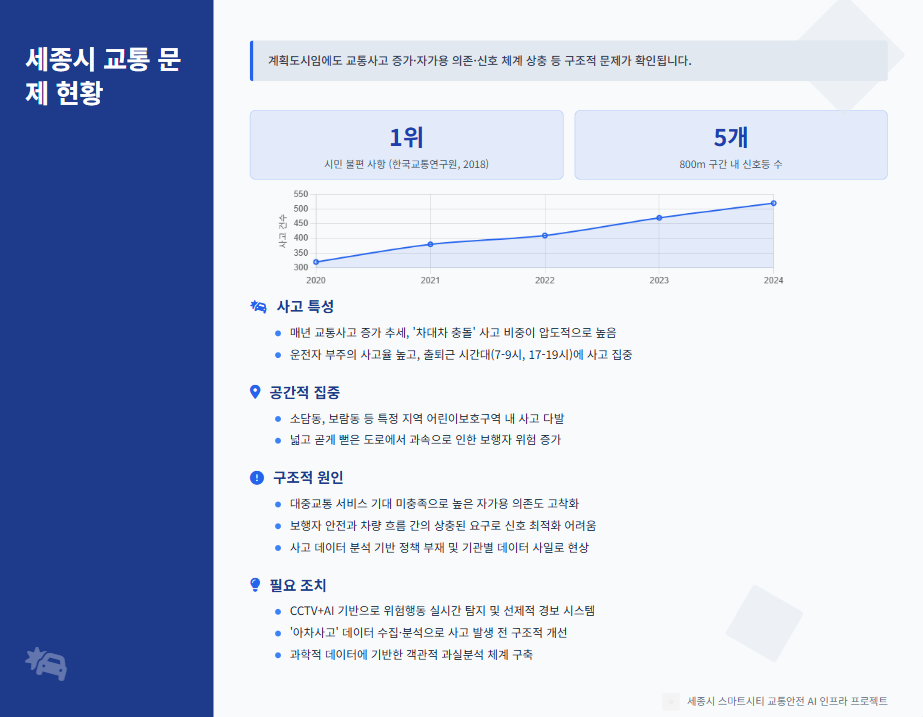 세종시 교통 문
제 현황
계획도시임에도 교통사고 증가·자가용 의존·신호 체계 상충 등 구조적 문제가 확인됩니다.
1위
시민 불편 사항 (한국교통연구원, 2018)
5개
800m 구간 내 신호등 수
550
500
450
400
350
300
사고 건수
2020
2021
2022
2023
2024
사고 특성
매년 교통사고 증가 추세, '차대차 충돌' 사고 비중이 압도적으로 높음
운전자 부주의 사고율 높고, 출퇴근 시간대(7-9시, 17-19시)에 사고 집중
공간적 집중
소담동, 보람동 등 특정 지역 어린이보호구역 내 사고 다발
넓고 곧게 뻗은 도로에서 과속으로 인한 보행자 위험 증가
구조적 원인
대중교통 서비스 기대 미충족으로 높은 자가용 의존도 고착화
보행자 안전과 차량 흐름 간의 상충된 요구로 신호 최적화 어려움
사고 데이터 분석 기반 정책 부재 및 기관별 데이터 사일로 현상
필요 조치
CCTV+AI 기반으로 위험행동 실시간 탐지 및 선제적 경보 시스템
'아차사고' 데이터 수집·분석으로 사고 발생 전 구조적 개선
과학적 데이터에 기반한 객관적 과실분석 체계 구축
세종시 스마트시티 교통안전 AI 인프라 프로젝트